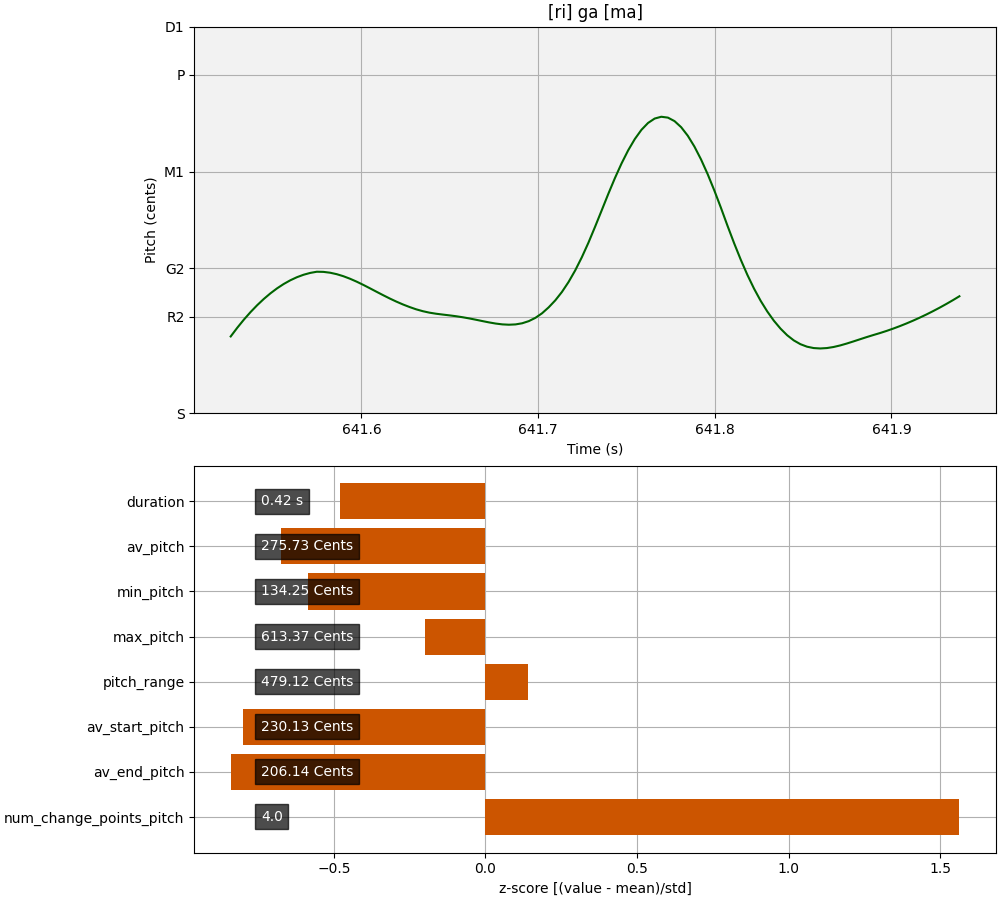 [ri] ga [ma]
D1
P
M1
G2
R2
S
Pitch (cents)
641.6 641.7 641.8 641.9
Time (s)
duration 0.42 s
av_pitch 275.73 Cents
min_pitch 134.25 Cents
max_pitch 613.37 Cents
pitch_range 479.12 Cents
av_start_pitch 230.13 Cents
av_end_pitch 206.14 Cents
num_change_points_pitch 4.0
−0.5 0.0 0.5 1.0 1.5
z-score [(value - mean)/std]